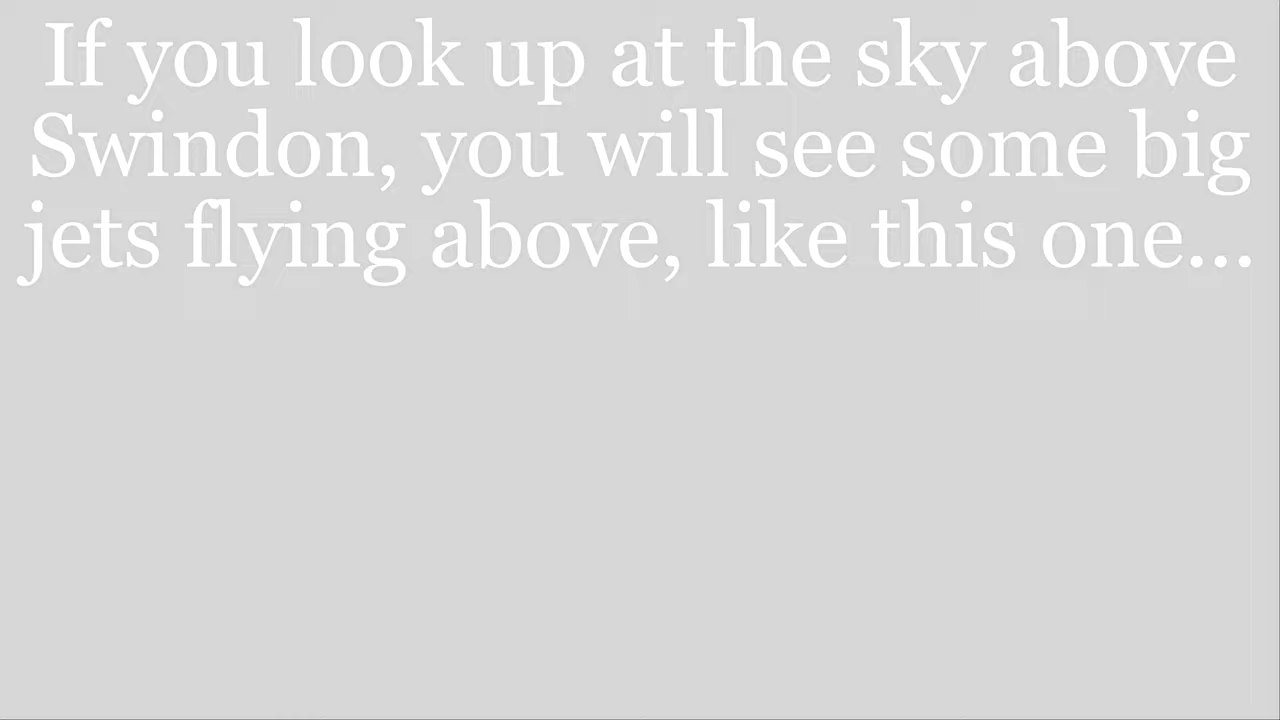 If you look up at the sky above
Swindon, you will see some big
jets flying above, like this one...